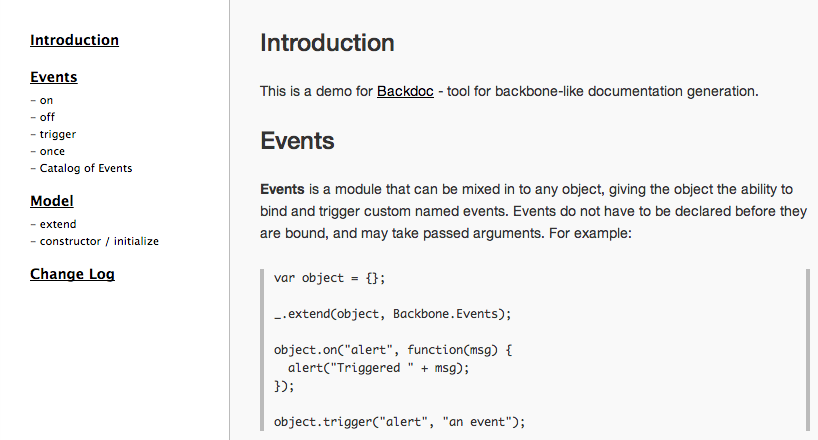 Introduction
Events
- on
- off
- trigger
- once
- Catalog of Events
Model
- extend
- constructor / initialize
Change Log
Introduction
This is a demo for Backdoc - tool for backbone-like documentation generation.
Events
Events is a module that can be mixed in to any object, giving the object the ability to
bind and trigger custom named events. Events do not have to be declared before they
are bound, and may take passed arguments. For example:
var object = {};
_.extend(object, Backbone.Events);
object.on("alert", function(msg) {
  alert("Triggered " + msg);
});
object.trigger("alert", "an event");